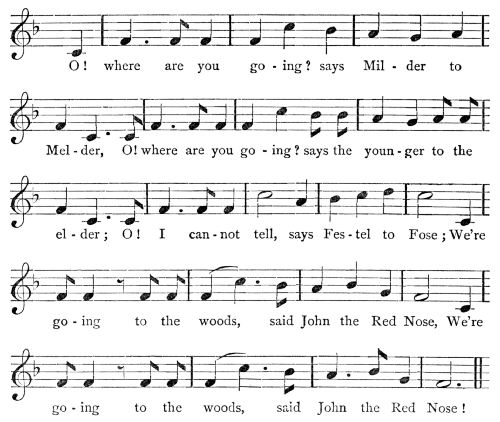 O! where are you go - ing? says Mil - der to
Mel - der, O! where are you go - ing? says the youn - ger to the
el - der; O! I can - not tell, says Fes - tel to Fose; We're
go - ing to the woods, said John the Red Nose, We're
go - ing to the woods, said John the Red Nose!